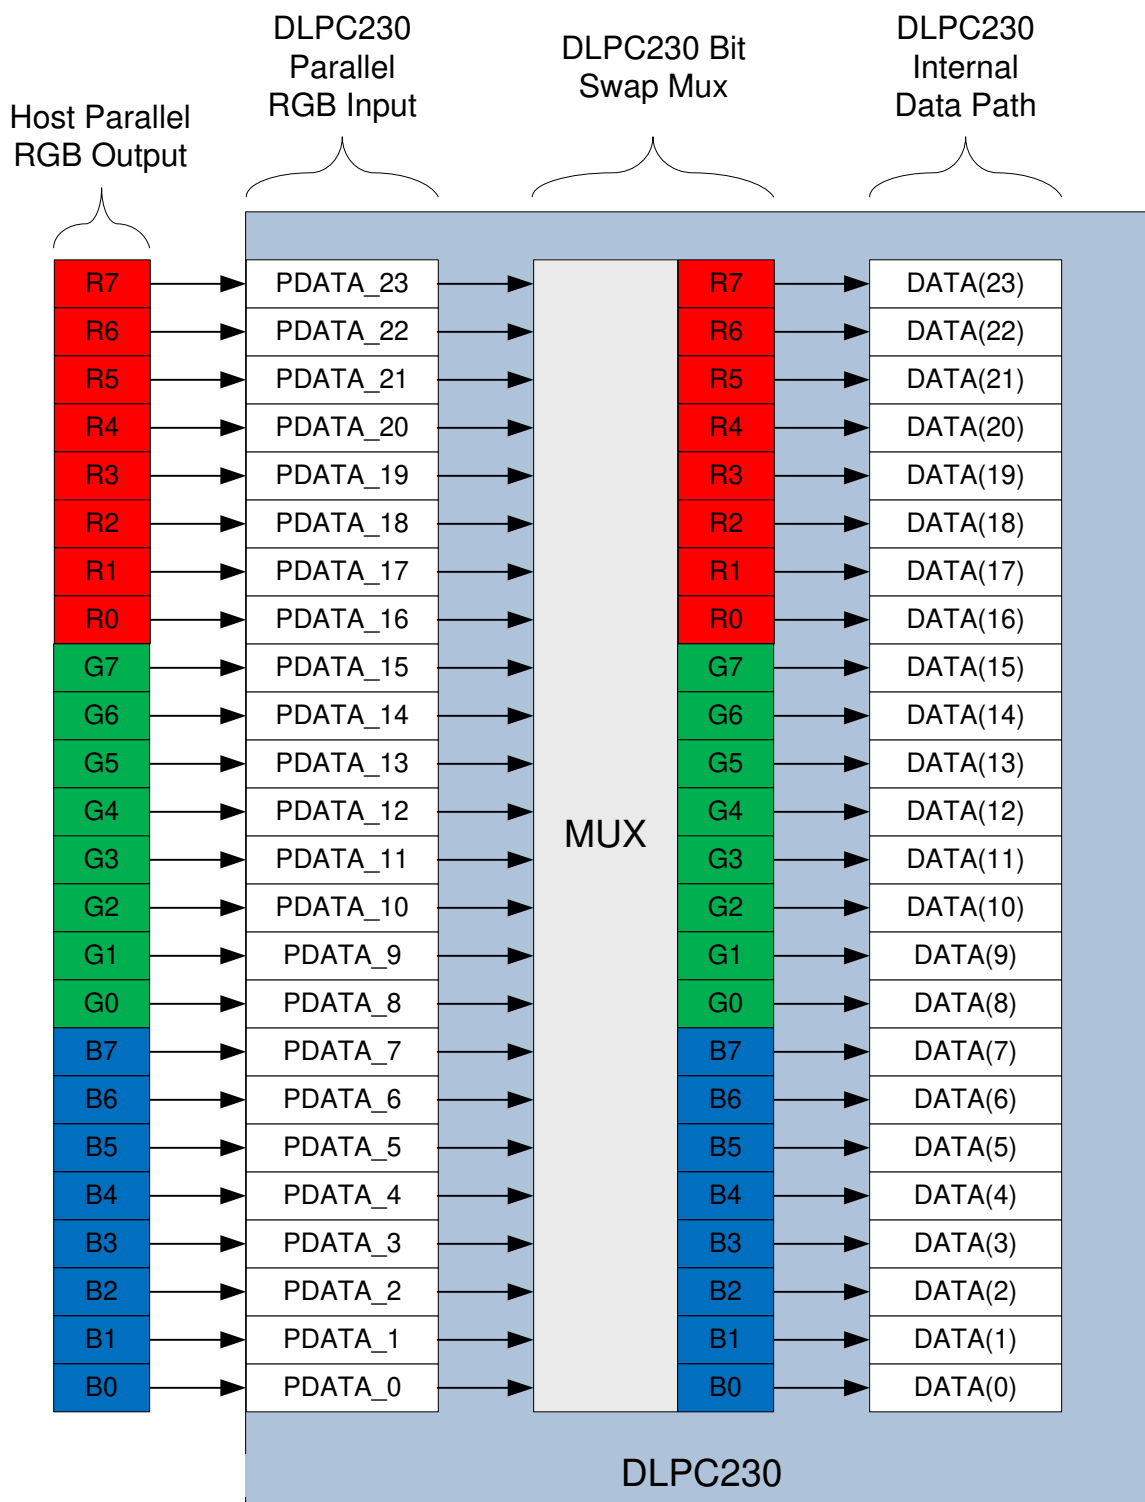 Host Parallel
RGB Output
DLPC230
Parallel
RGB Input
DLPC230 Bit
Swap Mux
DLPC230
Internal
Data Path
R7 PDATA_23 R7 DATA(23)
R6 PDATA_22 R6 DATA(22)
R5 PDATA_21 R5 DATA(21)
R4 PDATA_20 R4 DATA(20)
R3 PDATA_19 R3 DATA(19)
R2 PDATA_18 R2 DATA(18)
R1 PDATA_17 R1 DATA(17)
R0 PDATA_16 R0 DATA(16)
G7 PDATA_15 G7 DATA(15)
G6 PDATA_14 G6 DATA(14)
G5 PDATA_13 G5 DATA(13)
G4 PDATA_12 G4 DATA(12)
MUX
G3 PDATA_11 G3 DATA(11)
G2 PDATA_10 G2 DATA(10)
G1 PDATA_9 G1 DATA(9)
G0 PDATA_8 G0 DATA(8)
B7 PDATA_7 B7 DATA(7)
B6 PDATA_6 B6 DATA(6)
B5 PDATA_5 B5 DATA(5)
B4 PDATA_4 B4 DATA(4)
B3 PDATA_3 B3 DATA(3)
B2 PDATA_2 B2 DATA(2)
B1 PDATA_1 B1 DATA(1)
B0 PDATA_0 B0 DATA(0)
DLPC230